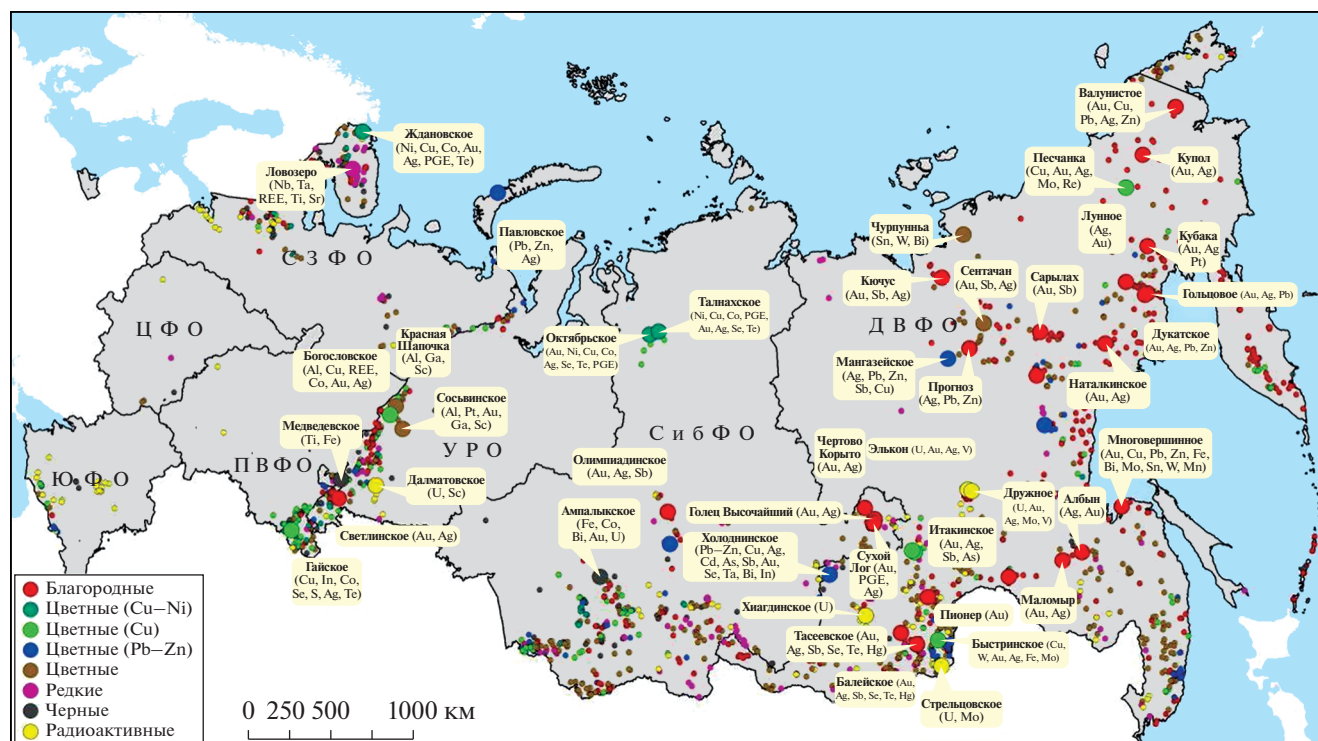 Валунистое
(Au, Cu,
Pb, Ag, Zn)
Ждановское
(Ni, Cu, Co, Au,
Ag, PGE, Te)
Песчанка
(Cu, Au, Ag,
Mo, Re)
Купол
(Au, Ag)
Ловозеро
(Nb, Ta,
REE, Ti, Sr)
Лунное
(Ag,
Au)
Чурпунньа
(Sn, W, Bi)
Кубака
(Au, Ag
Pt)
Павловское
(Pb, Zn,
Ag)
СЗФО
Кючус
(Au, Sb, Ag)
Сентачан
(Au, Sb, Ag)
Сарылах
(Au, Sb)
Гольцовое (Au, Ag, Pb)
Талнахское
(Ni, Cu, Co, PGE,
Au, Ag, Se, Te)
ЦФО
ДВФО
Красная
Шапочка
(Al, Ga,
Sc)
Октябрьское
(Au, Ni, Cu, Co,
Ag, Se, Te, PGE)
Дукатское
(Au, Ag, Pb, Zn)
Богословское
(Al, Cu, REE,
Co, Au, Ag)
Мангазейское
(Ag, Pb, Zn,
Sb, Cu)
Прогноз
(Ag, Pb, Zn)
Наталкинское
(Au, Ag)
Сосьвинское
(Al, Pt, Au,
Ga, Sc)
Медведевское
(Ti, Fe)
СибФО
УРО
Чертово
Корыто
(Au, Ag)
Элькон (U, Au, Ag, V)
Многовершинное
(Au, Cu, Pb, Zn, Fe,
Bi, Mo, Sn, W, Mn)
ПВФО
ЮФО
Олимпиадинское
(Au, Ag, Sb)
Далматовское
(U, Sc)
Дружное
(U, Au,
Ag, Mo, V)
Албын
(Ag, Au)
Ампалыкское
(Fe, Co,
Bi, Au, U)
Голец Высочайший (Au, Ag)
Итакинское
(Au, Ag,
Sb, As)
Светлинское (Au, Ag)
Холоднинское
(Pb–Zn, Cu, Ag,
Cd, As, Sb, Au,
Se, Ta, Bi, In)
Сухой
Лог (Au,
PGE,
Ag)
Гайское
(Cu, In, Co,
Se, S, Ag, Te)
Маломыр
(Au, Ag)
Хиагдинское (U)
Пионер (Au)
Тасеевское (Au,
Ag, Sb, Se, Te, Hg)
Быстринское (Cu,
W, Au, Ag, Fe, Mo)
Балейское (Au,
Ag, Sb, Se, Te, Hg)
Стрельцовское
(U, Mo)
Благородные
Цветные (Cu–Ni)
Цветные (Cu)
Цветные (Pb–Zn)
Цветные
Редкие
Черные
Радиоактивные
0 250 500 1000 км